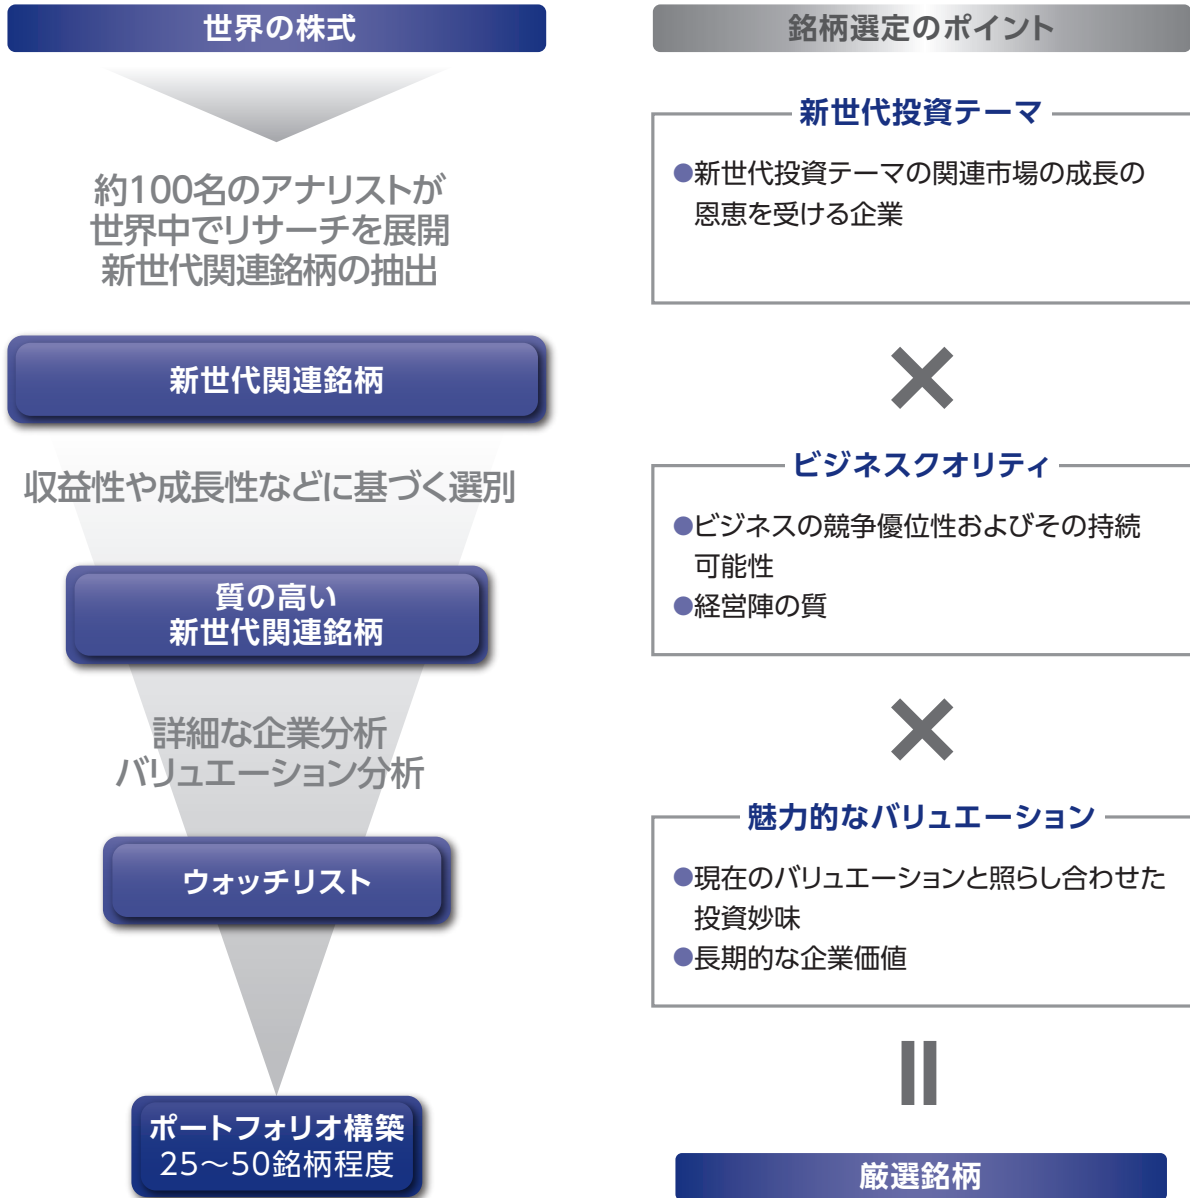 世界の株式
約100名のアナリストが
世界中でリサーチを展開
新世代関連銘柄の抽出
新世代関連銘柄
収益性や成長性などに基づく選別
質の高い
新世代関連銘柄
詳細な企業分析
バリュエーション分析
ウォッチリスト
ポートフォリオ構築
25～50銘柄程度
銘柄選定のポイント
新世代投資テーマ
●新世代投資テーマの関連市場の成長の
恩恵を受ける企業
×
ビジネスクオリティ
●ビジネスの競争優位性およびその持続
可能性
●経営陣の質
×
魅力的なバリュエーション
●現在のバリュエーションと照らし合わせた
投資妙味
●長期的な企業価値
||
厳選銘柄